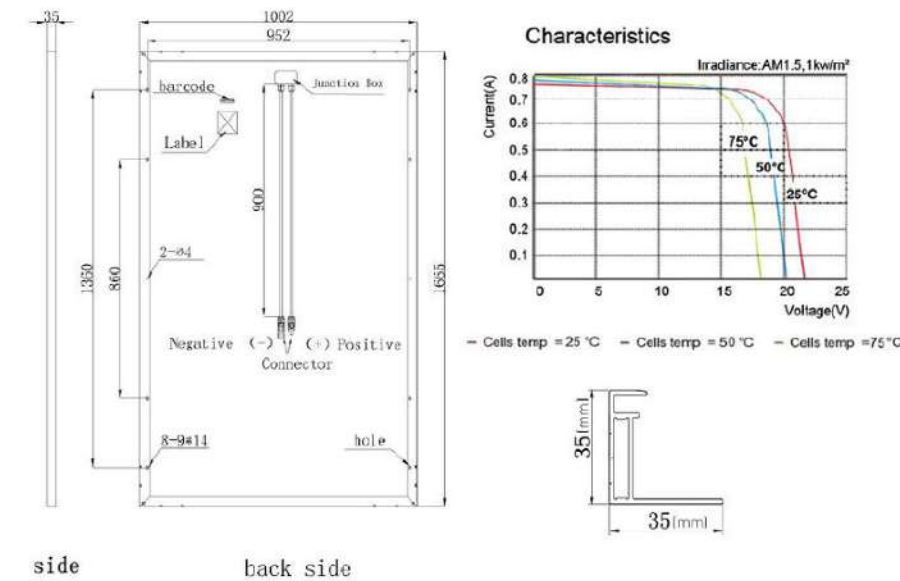 35
1002
952
barcode
Junction Box
Label
900
2-ø4
1360
860
1655
Negative (-) (+) Positive
Connector
8-9*14
hole
side
back side
Characteristics
Irradiance:AM1.5,1kw/m²
Current(A)
0.8
0.7
0.6
0.5
0.4
0.3
0.2
0.1
75°C
50°C
25°C
0 5 10 15 20 25
Voltage(V)
Cells temp = 25 °C Cells temp = 50 °C Cells temp =75°C
35[mm]
35[mm]